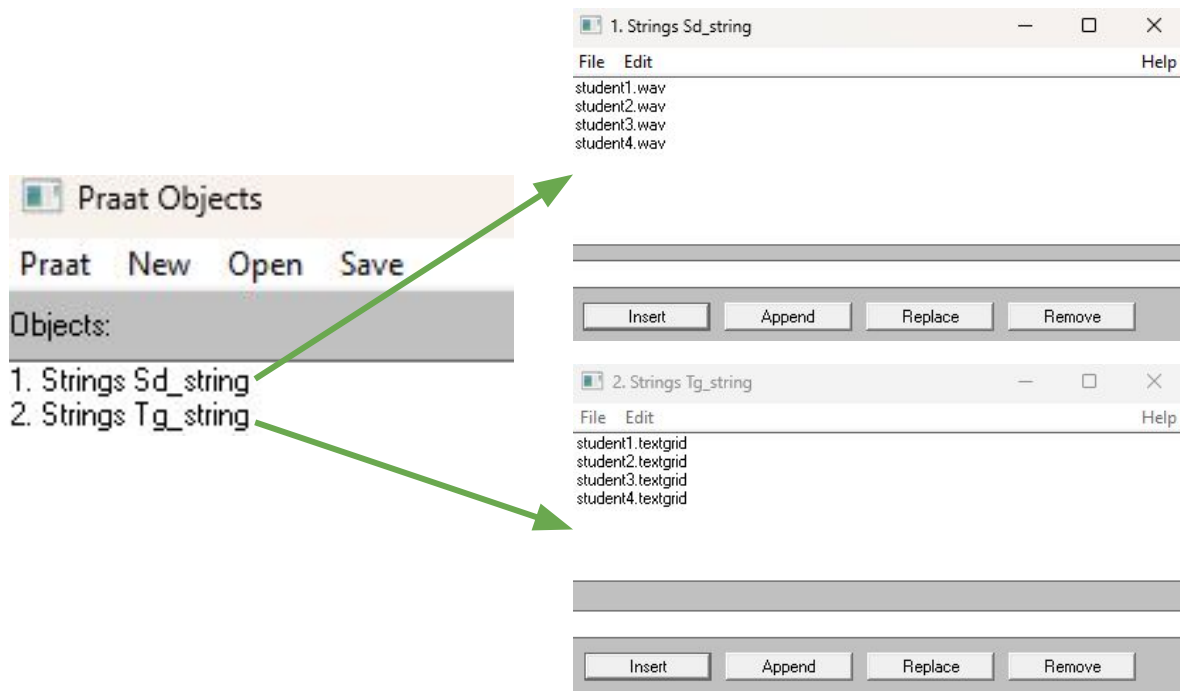 Praat Objects
Praat New Open Save
Objects:
1. Strings Sd_string
2. Strings Tg_string
1. Strings Sd_string
File Edit Help
student1.wav
student2.wav
student3.wav
student4.wav
Insert Append Replace Remove
2. Strings Tg_string
File Edit Help
student1.textgrid
student2.textgrid
student3.textgrid
student4.textgrid
Insert Append Replace Remove